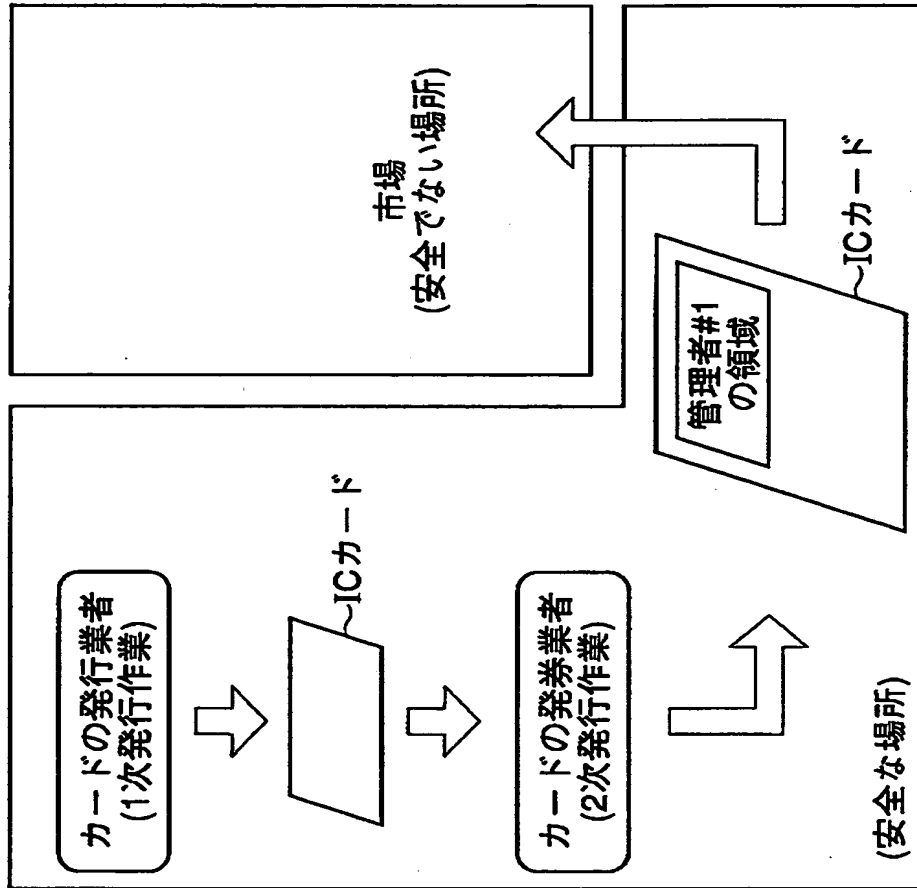 カードの発行業者
(1次発行作業)
ICカード
カードの発券業者
(2次発行作業)
(安全な場所)
管理者#1
の領域
ICカード
市場
(安全でない場所)